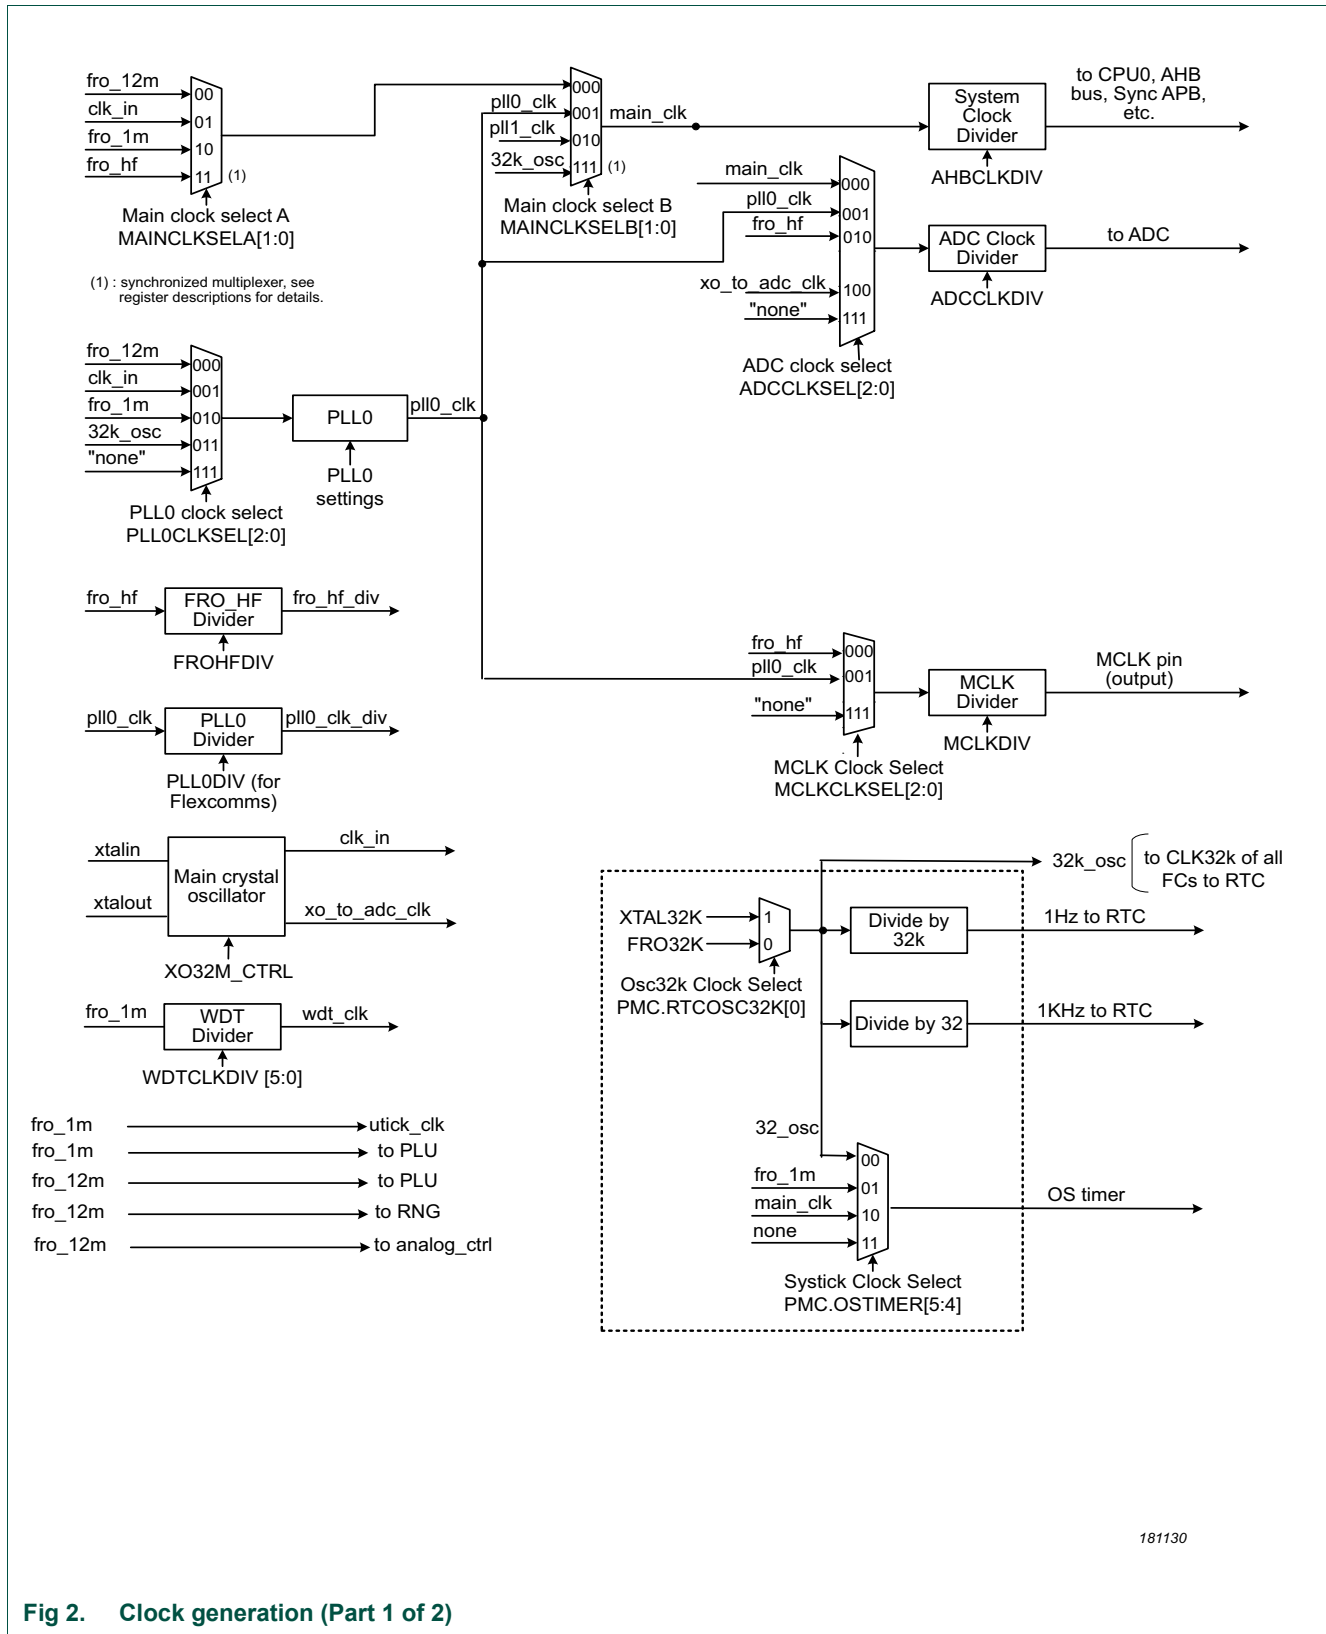 fro_12m
clk_in
fro_1m
fro_hf
00
01
10
11
(1)
Main clock select A
MAINCLKSELA[1:0]
(1) : synchronized multiplexer, see
register descriptions for details.
pll0_clk
pll1_clk
32k_osc
000
001
010
111
(1)
main_clk
Main clock select B
MAINCLKSELB[1:0]
System
Clock
Divider
AHBCLKDIV
to CPU0, AHB
bus, Sync APB,
etc.
main_clk
pll0_clk
fro_hf
xo_to_adc_clk
"none"
000
001
010
100
111
ADC clock select
ADCCLKSEL[2:0]
ADC Clock
Divider
ADCCLKDIV
to ADC
fro_12m
clk_in
fro_1m
32k_osc
"none"
000
001
010
011
111
PLL0 clock select
PLL0CLKSEL[2:0]
PLL0
PLL0
settings
pll0_clk
fro_hf
FRO_HF
Divider
fro_hf_div
FROHFDIV
pll0_clk
PLL0
Divider
pll0_clk_div
PLL0DIV (for
Flexcomms)
fro_hf
pll0_clk
"none"
000
001
111
MCLK Clock Select
MCLKCLKSEL[2:0]
MCLK
Divider
MCLKDIV
MCLK pin
(output)
xtalin
xtalout
Main crystal
oscillator
clk_in
xo_to_adc_clk
XO32M_CTRL
fro_1m
WDT
Divider
wdt_clk
WDTCLKDIV [5:0]
fro_1m
utick_clk
fro_1m
to PLU
fro_12m
to PLU
fro_12m
to RNG
fro_12m
to analog_ctrl
32k_osc
to CLK32k of all
FCs to RTC
XTAL32K
FRO32K
1
0
Osc32k Clock Select
PMC.RTCOSC32K[0]
Divide by
32k
1Hz to RTC
Divide by 32
1KHz to RTC
32_osc
fro_1m
main_clk
none
00
01
10
11
OS timer
Systick Clock Select
PMC.OSTIMER[5:4]
181130
Fig 2. Clock generation (Part 1 of 2)